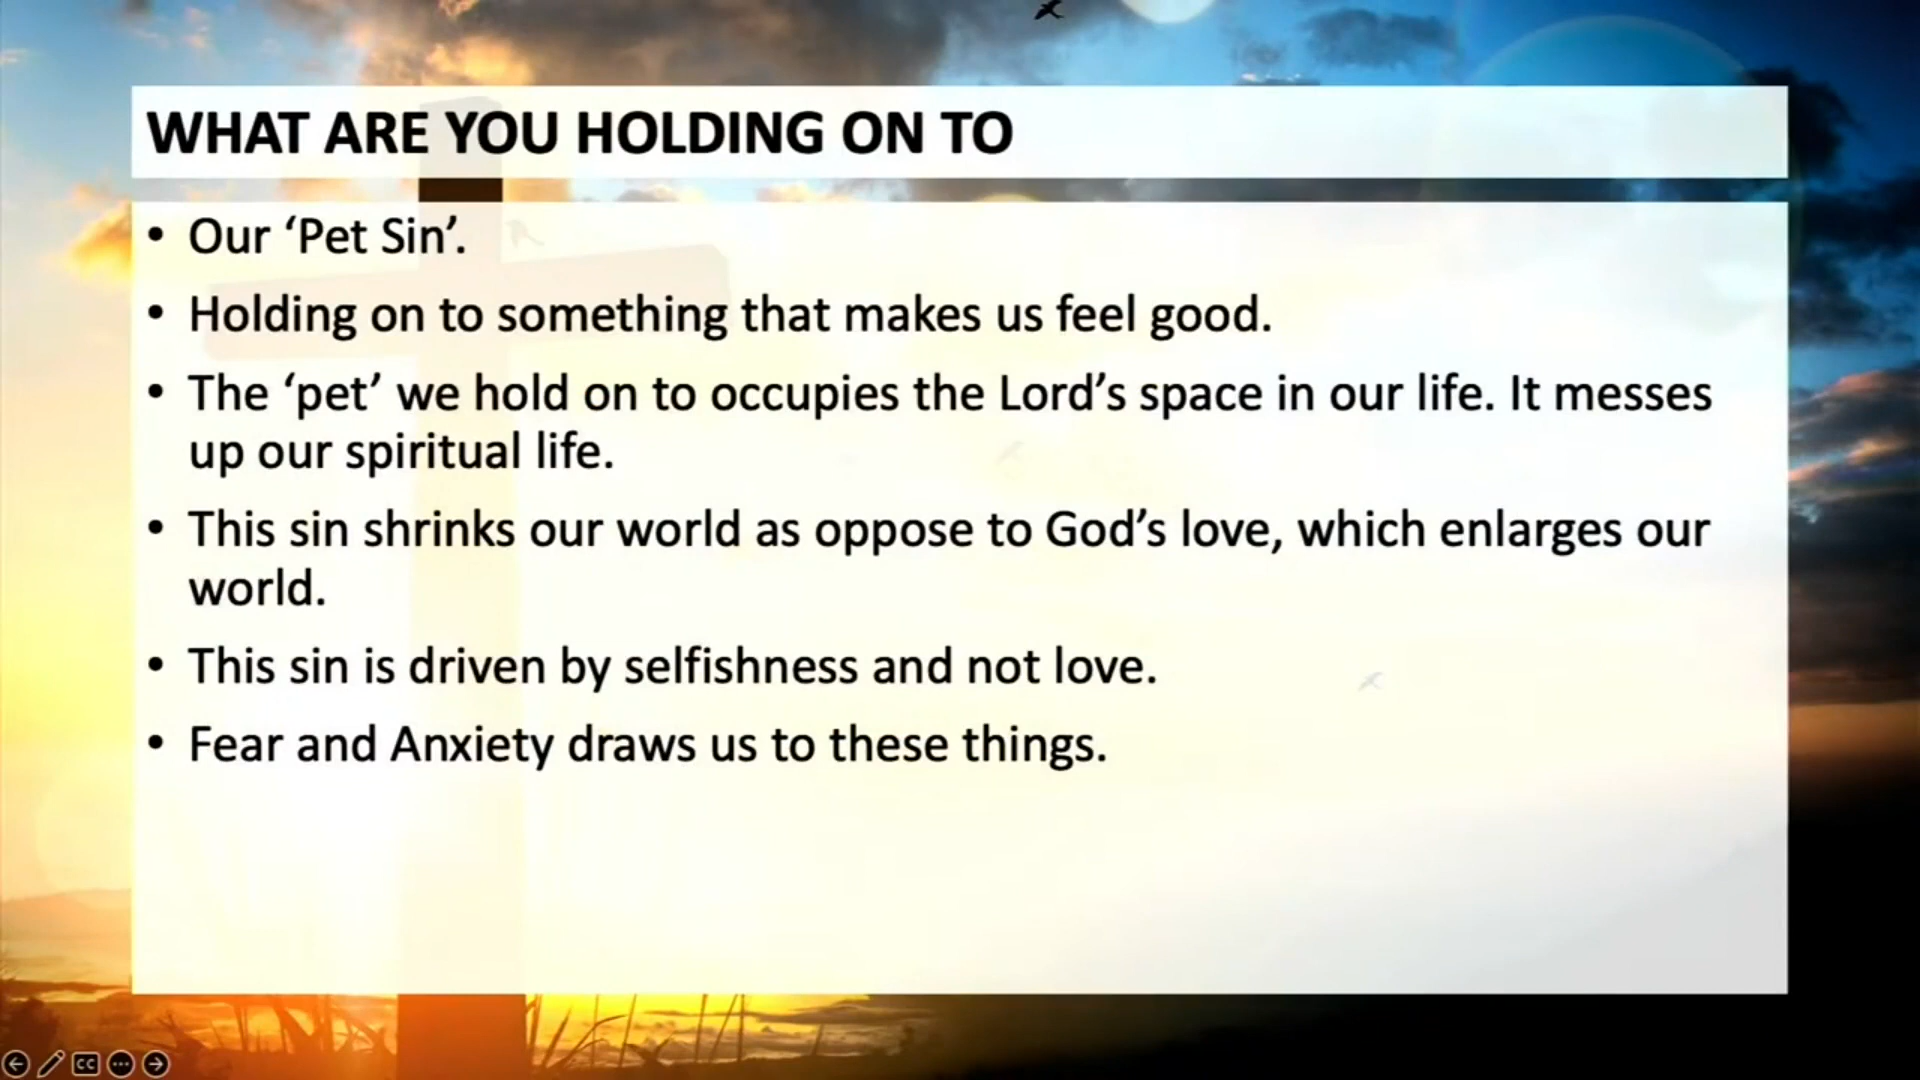 WHAT ARE YOU HOLDING ON TO
• Our ‘Pet Sin’.
• Holding on to something that makes us feel good.
• The ‘pet’ we hold on to occupies the Lord’s space in our life. It messes
up our spiritual life.
• This sin shrinks our world as oppose to God’s love, which enlarges our
world.
• This sin is driven by selfishness and not love.
• Fear and Anxiety draws us to these things.
CC